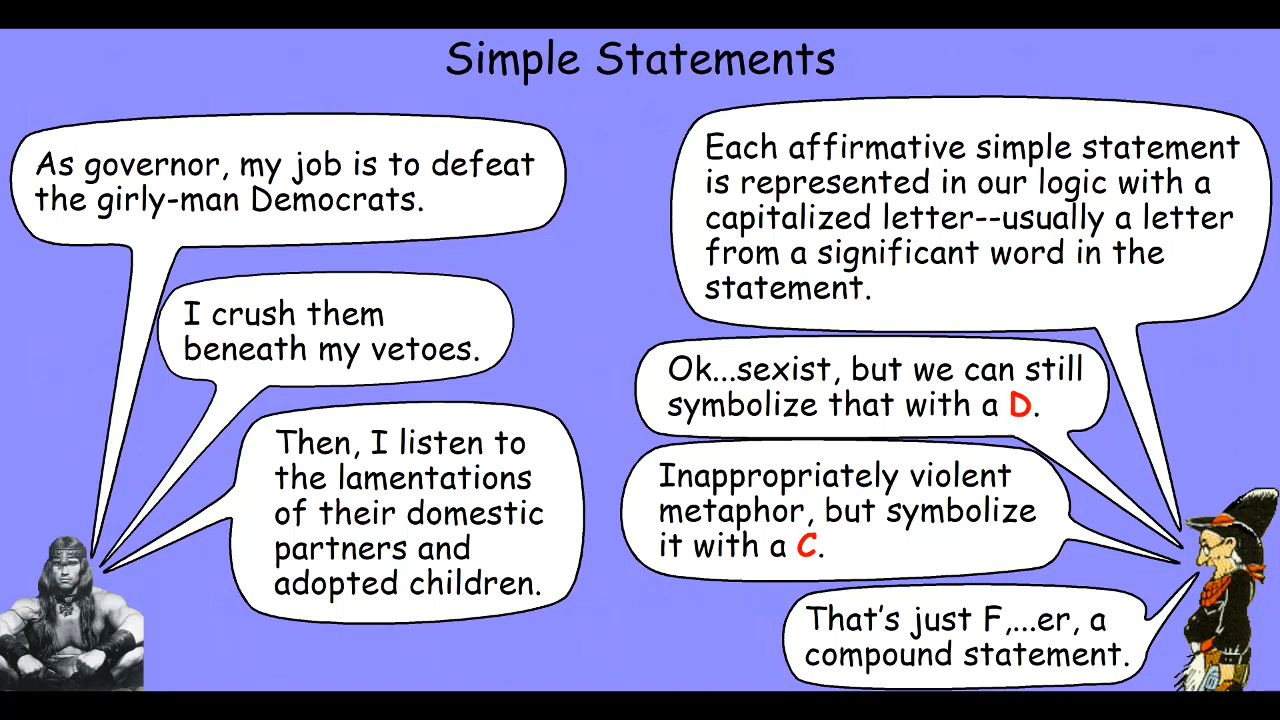 Simple Statements
As governor, my job is to defeat
the girly-man Democrats.
I crush them
beneath my vetoes.
Then, I listen to
the lamentations
of their domestic
partners and
adopted children.
Each affirmative simple statement
is represented in our logic with a
capitalized letter--usually a letter
from a significant word in the
statement.
Ok...sexist, but we can still
symbolize that with a D.
Inappropriately violent
metaphor, but symbolize
it with a C.
That's just F,...er, a
compound statement.